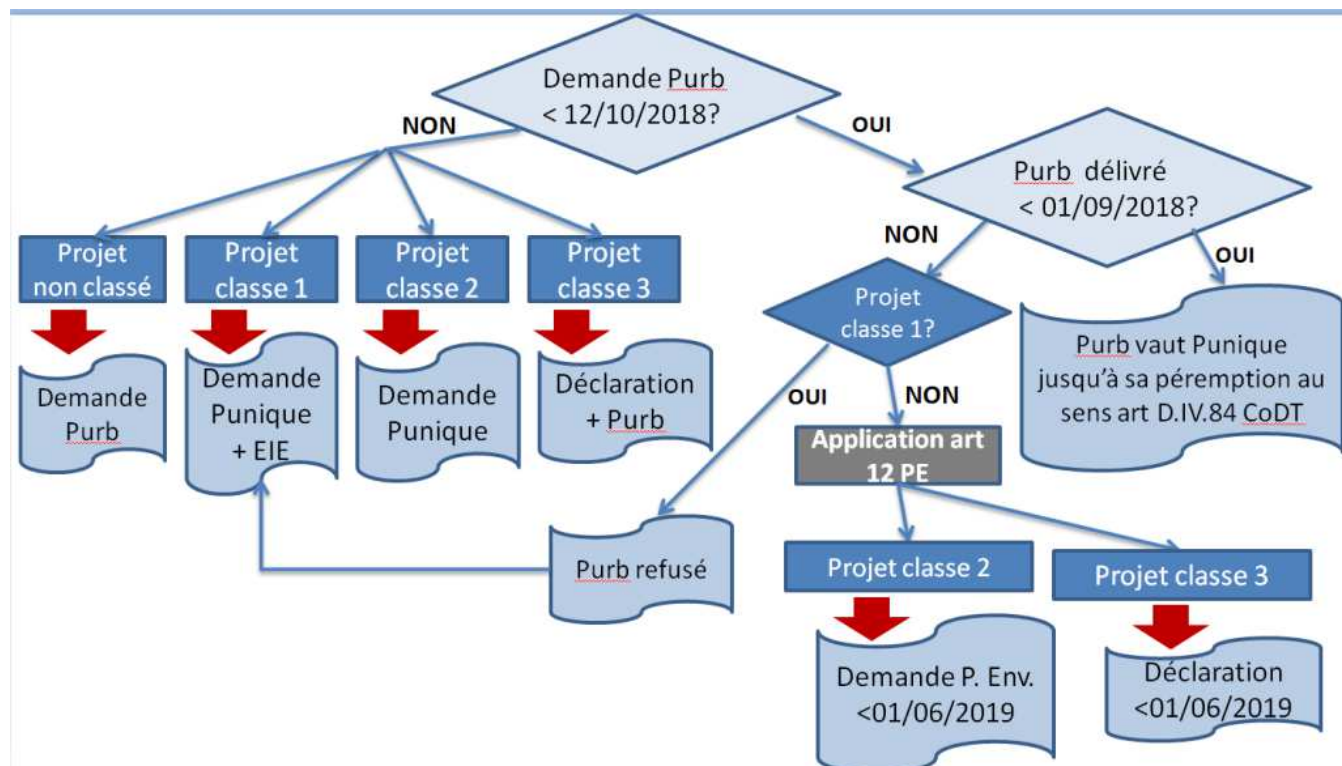 Demande Purb
< 12/10/2018?
NON
OUI
Purb délivré
< 01/09/2018?
NON
OUI
Projet
non classé
Projet
classe 1
Projet
classe 2
Projet
classe 3
Projet
classe 1?
Purb vaut Punique
jusqu’à sa péremption au
sens art D.IV.84 CoDT
Demande
Purb
Demande
Punique
+ EIE
Demande
Punique
Déclaration
+ Purb
OUI
NON
Application art
12 PE
Purb refusé
Projet classe 2
Projet classe 3
Demande P. Env.
<01/06/2019
Déclaration
<01/06/2019